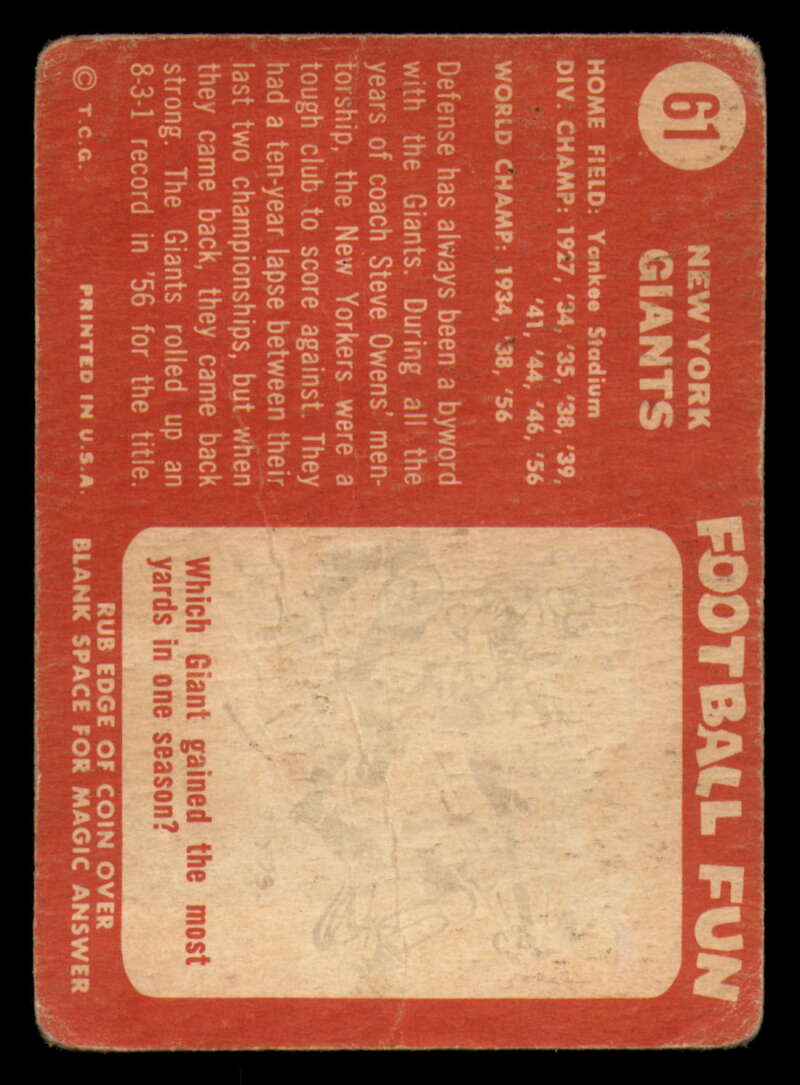 61
NEW YORK
GIANTS
HOME FIELD: Yankee Stadium
DIV. CHAMP: 1927, '34, '35, '38, '39,
'41, '44, '46, '56
WORLD CHAMP: 1934, '38, '56
Defense has always been a byword
with the Giants. During all the
years of coach Steve Owens' men-
torship, the New Yorkers were a
tough club to score against. They
had a ten-year lapse between their
last two championships, but when
they came back, they came back
strong. The Giants rolled up an
8-3-1 record in '56 for the title.
© T.C.G.
PRINTED IN U.S.A.
FOOTBALL FUN
Which Giant gained the most
yards in one season?
RUB EDGE OF COIN OVER
BLANK SPACE FOR MAGIC ANSWER